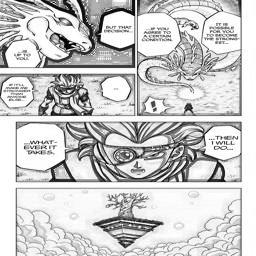 IT IS
POSSIBLE
FOR YOU
TO BECOME
THE
STRONG-
EST...
...IF YOU
AGREE TO
A CERTAIN
CONDITION.
BUT THAT
DECISION...
...IS
UP TO
YOU.
IF IT'LL
MAKE ME
STRONGER
THAN
ANYONE
ELSE...
...THEN
I WILL
DO...
...WHAT-
EVER IT
TAKES.